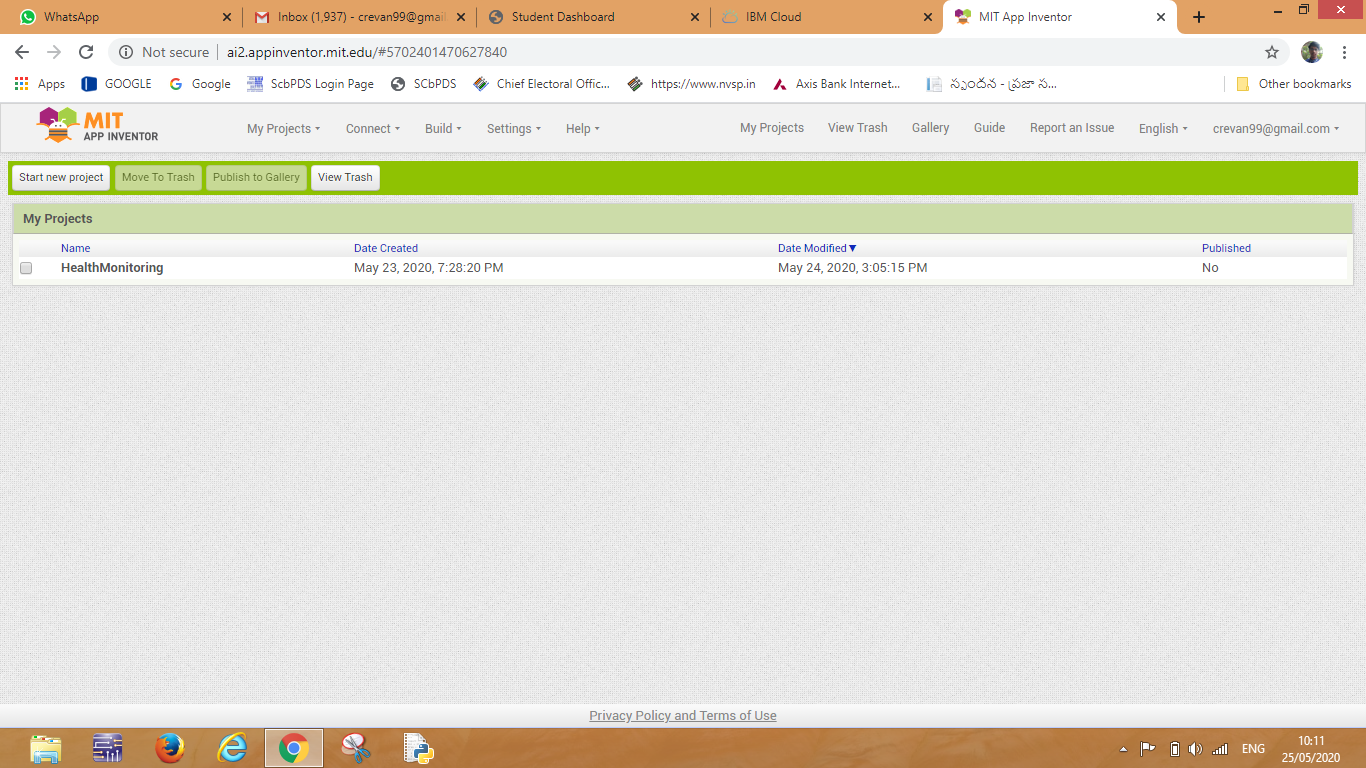 WhatsApp
Inbox (1,937) - crevan99@gmai
Student Dashboard
IBM Cloud
MIT App Inventor
Not secure
ai2.appinventor.mit.edu/#5702401470627840
Apps
GOOGLE
Google
ScbPDS Login Page
SCbPDS
Chief Electoral Offic...
https://www.nvsp.in
Axis Bank Internet...
స్పందన - ప్రజా స...
Other bookmarks
MIT
APP INVENTOR
My Projects
Connect
Build
Settings
Help
My Projects
View Trash
Gallery
Guide
Report an Issue
English
crevan99@gmail.com
Start new project
Move To Trash
Publish to Gallery
View Trash
My Projects
Name Date Created Date Modified▼ Published
HealthMonitoring May 23, 2020, 7:28:20 PM May 24, 2020, 3:05:15 PM No
Privacy Policy and Terms of Use
ENG
10:11
25/05/2020